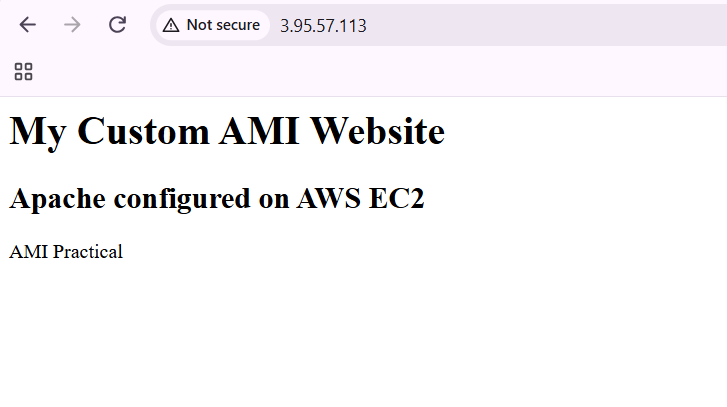 Not secure 3.95.57.113
My Custom AMI Website
Apache configured on AWS EC2
AMI Practical